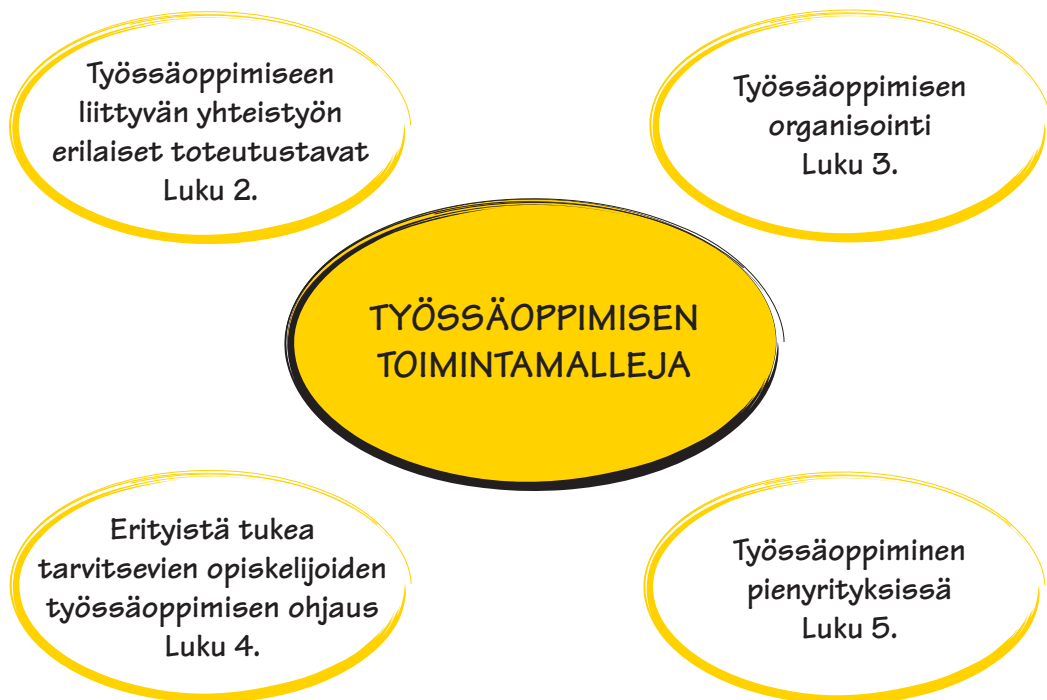 Työssäoppimiseen
liittyvän yhteistyön
erilaiset toteutustavat
Luku 2.
Työssäoppimisen
organisointi
Luku 3.
TYÖSSÄOPPIMISEN
TOIMINTAMALLEJA
Erityistä tukea
tarvitsevien opiskelijoiden
työssäoppimisen ohjaus
Luku 4.
Työssäoppiminen
pienyrityksissä
Luku 5.